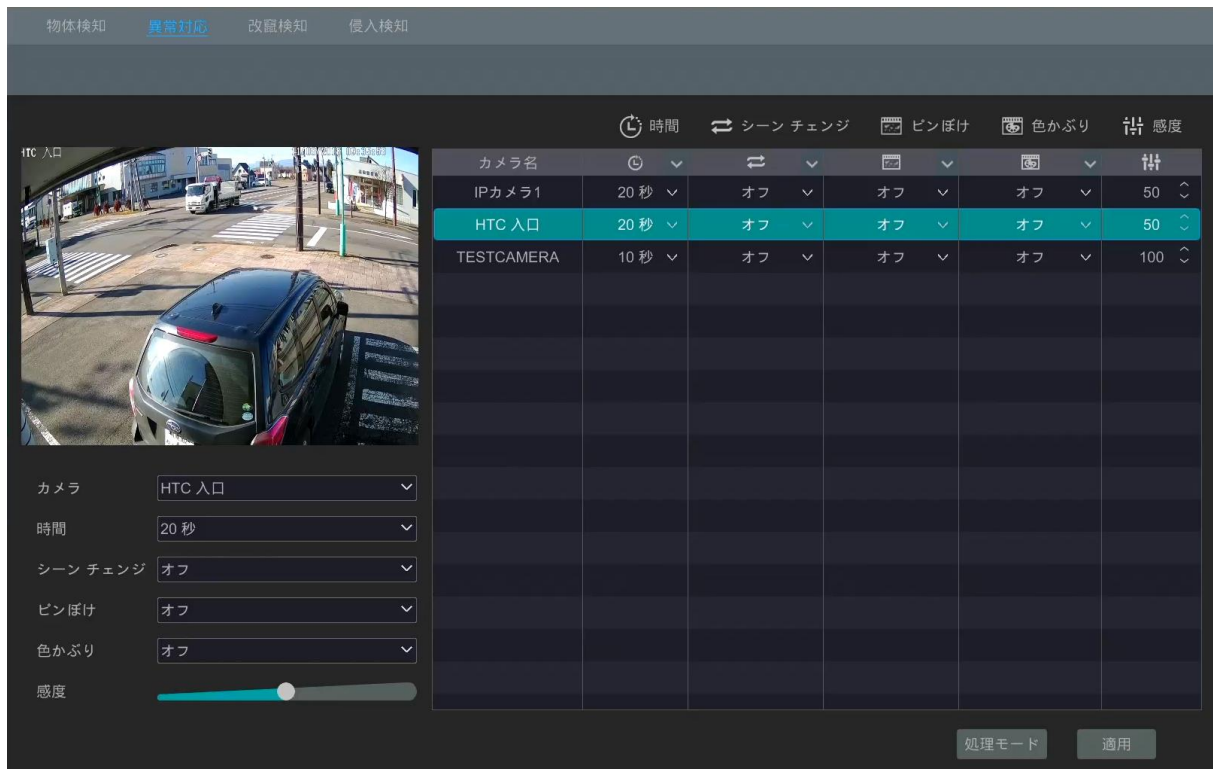 物体検知 異常対応 改竄検知 侵入検知
時間 シーン チェンジ ピンぼけ 色かぶり 感度
HTC 入口
カメラ名
IPカメラ1 20 秒 オフ オフ オフ 50
HTC 入口 20 秒 オフ オフ オフ 50
TESTCAMERA 10 秒 オフ オフ オフ 100
カメラ HTC 入口
時間 20 秒
シーン チェンジ オフ
ピンぼけ オフ
色かぶり オフ
感度
処理モード 適用